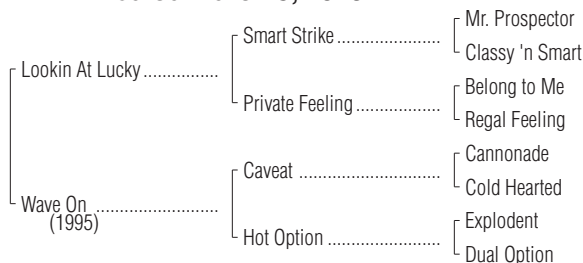 Mr. Prospector
Smart Strike ....................
Classy 'n Smart
Lookin At Lucky ...............
Belong to Me
Private Feeling .................
Regal Feeling
Cannonade
Caveat ...........................
Cold Hearted
Wave On ........................
(1995)
Explodent
Hot Option ......................
Dual Option